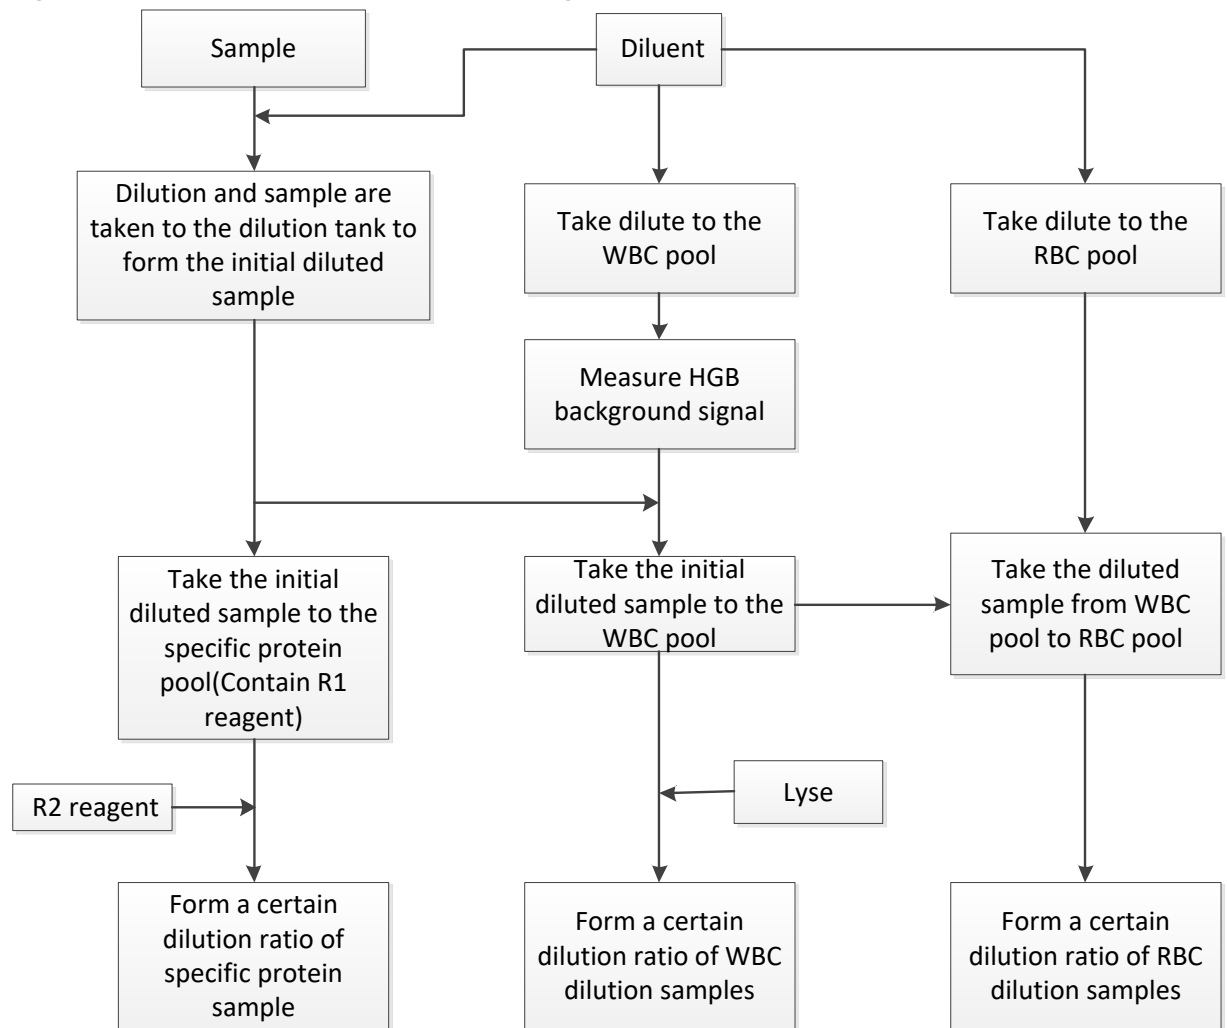 Sample
Diluent
Dilution and sample are
taken to the dilution tank to
form the initial diluted
sample
Take dilute to the
WBC pool
Take dilute to the
RBC pool
Measure HGB
background signal
Take the initial
diluted sample to the
specific protein
pool(Contain R1
reagent)
Take the initial
diluted sample to the
WBC pool
Take the diluted
sample from WBC
pool to RBC pool
R2 reagent
Lyse
Form a certain
dilution ratio of
specific protein
sample
Form a certain
dilution ratio of WBC
dilution samples
Form a certain
dilution ratio of RBC
dilution samples